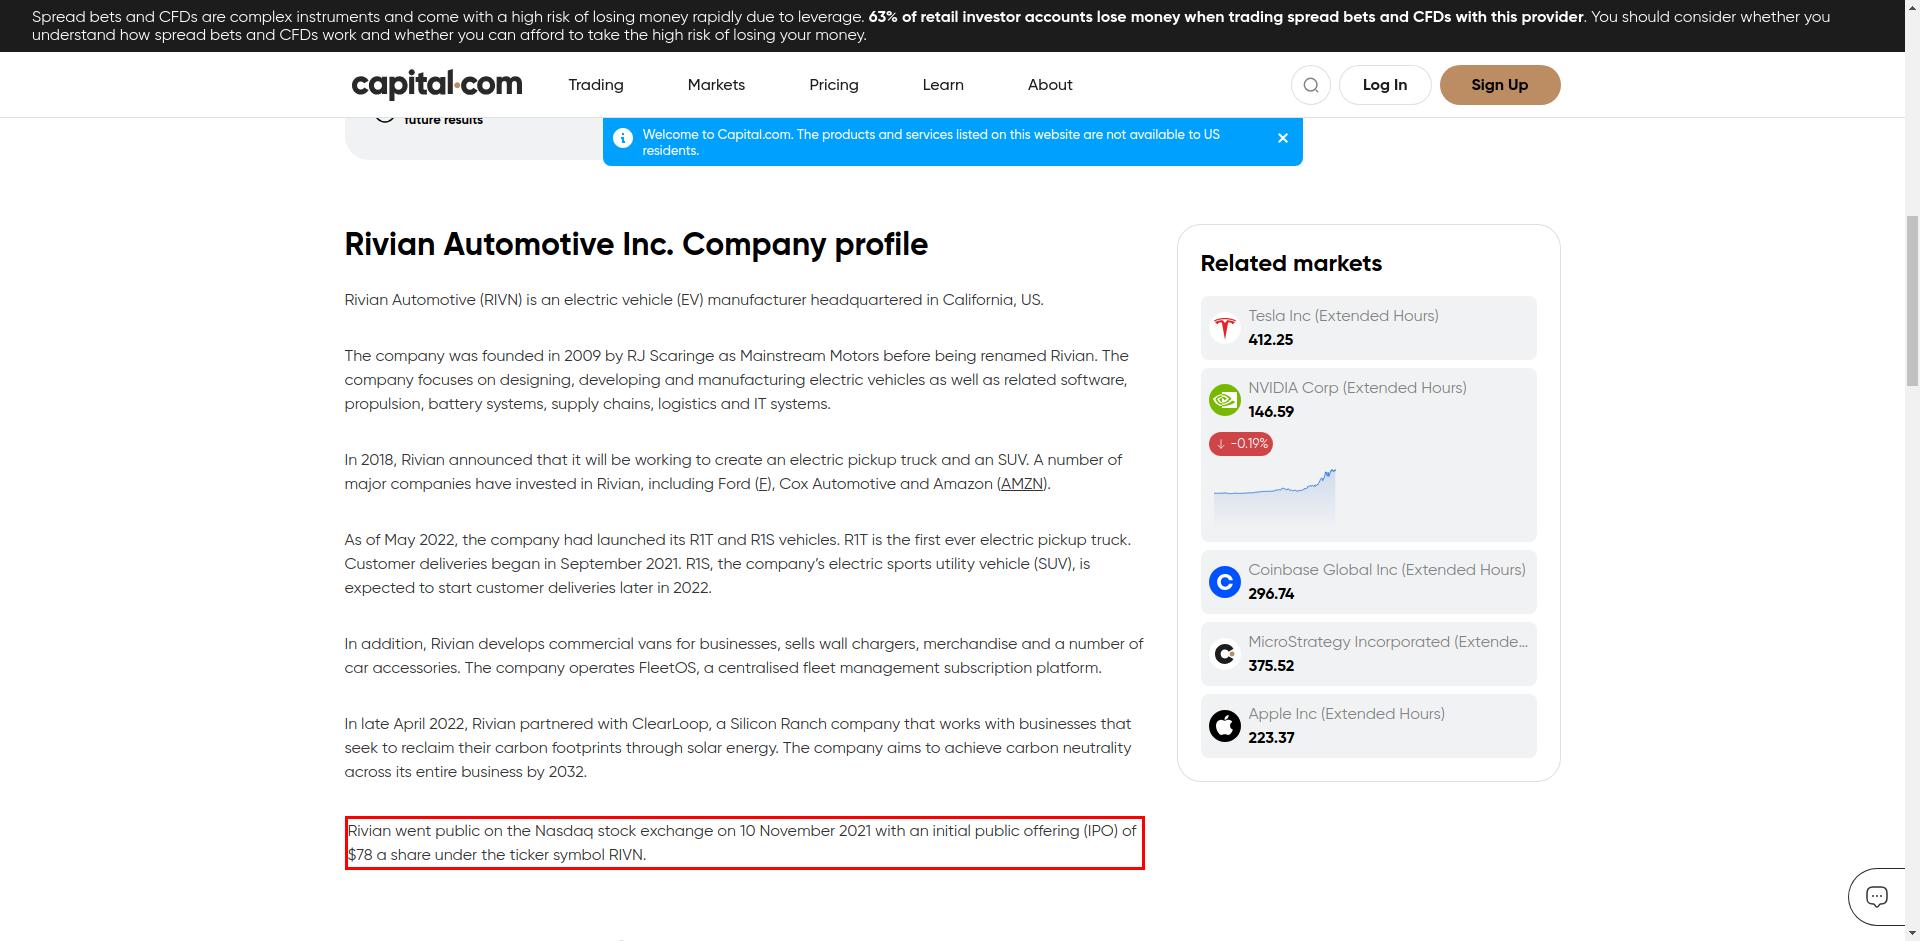 Spread bets and CFDs are complex instruments and come with a high risk of losing money rapidly due to leverage. 63% of retail investor accounts lose money when trading spread bets and CFDs with this provider. You should consider whether you
understand how spread bets and CFDs work and whether you can afford to take the high risk of losing your money.
capital.com
Trading
Markets
Pricing
Learn
About
Log In
Sign Up
future results
Welcome to Capital.com. The products and services listed on this website are not available to US
residents.
Rivian Automotive Inc. Company profile
Rivian Automotive (RIVN) is an electric vehicle (EV) manufacturer headquartered in California, US.
The company was founded in 2009 by RJ Scaringe as Mainstream Motors before being renamed Rivian. The
company focuses on designing, developing and manufacturing electric vehicles as well as related software,
propulsion, battery systems, supply chains, logistics and IT systems.
In 2018, Rivian announced that it will be working to create an electric pickup truck and an SUV. A number of
major companies have invested in Rivian, including Ford (F), Cox Automotive and Amazon (AMZN).
As of May 2022, the company had launched its R1T and R1S vehicles. R1T is the first ever electric pickup truck.
Customer deliveries began in September 2021. R1S, the company's electric sports utility vehicle (SUV), is
expected to start customer deliveries later in 2022.
In addition, Rivian develops commercial vans for businesses, sells wall chargers, merchandise and a number of
car accessories. The company operates FleetOS, a centralised fleet management subscription platform.
In late April 2022, Rivian partnered with ClearLoop, a Silicon Ranch company that works with businesses that
seek to reclaim their carbon footprints through solar energy. The company aims to achieve carbon neutrality
across its entire business by 2032.
Rivian went public on the Nasdaq stock exchange on 10 November 2021 with an initial public offering (IPO) of
$78 a share under the ticker symbol RIVN.
Related markets
Tesla Inc (Extended Hours)
412.25
NVIDIA Corp (Extended Hours)
146.59
↓ -0.19%
Coinbase Global Inc (Extended Hours)
296.74
MicroStrategy Incorporated (Extende...
375.52
Apple Inc (Extended Hours)
223.37